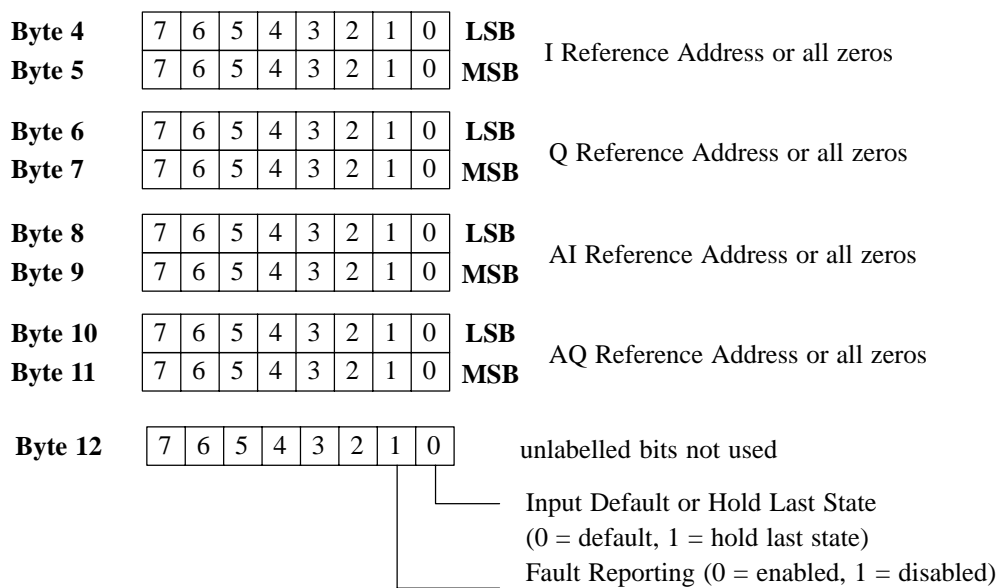 Byte 4 7 6 5 4 3 2 1 0 LSB
I Reference Address or all zeros
Byte 5 7 6 5 4 3 2 1 0 MSB
Byte 6 7 6 5 4 3 2 1 0 LSB
Q Reference Address or all zeros
Byte 7 7 6 5 4 3 2 1 0 MSB
Byte 8 7 6 5 4 3 2 1 0 LSB
AI Reference Address or all zeros
Byte 9 7 6 5 4 3 2 1 0 MSB
Byte 10 7 6 5 4 3 2 1 0 LSB
AQ Reference Address or all zeros
Byte 11 7 6 5 4 3 2 1 0 MSB
Byte 12 7 6 5 4 3 2 1 0 unlabelled bits not used
Input Default or Hold Last State
(0 = default, 1 = hold last state)
Fault Reporting (0 = enabled, 1 = disabled)